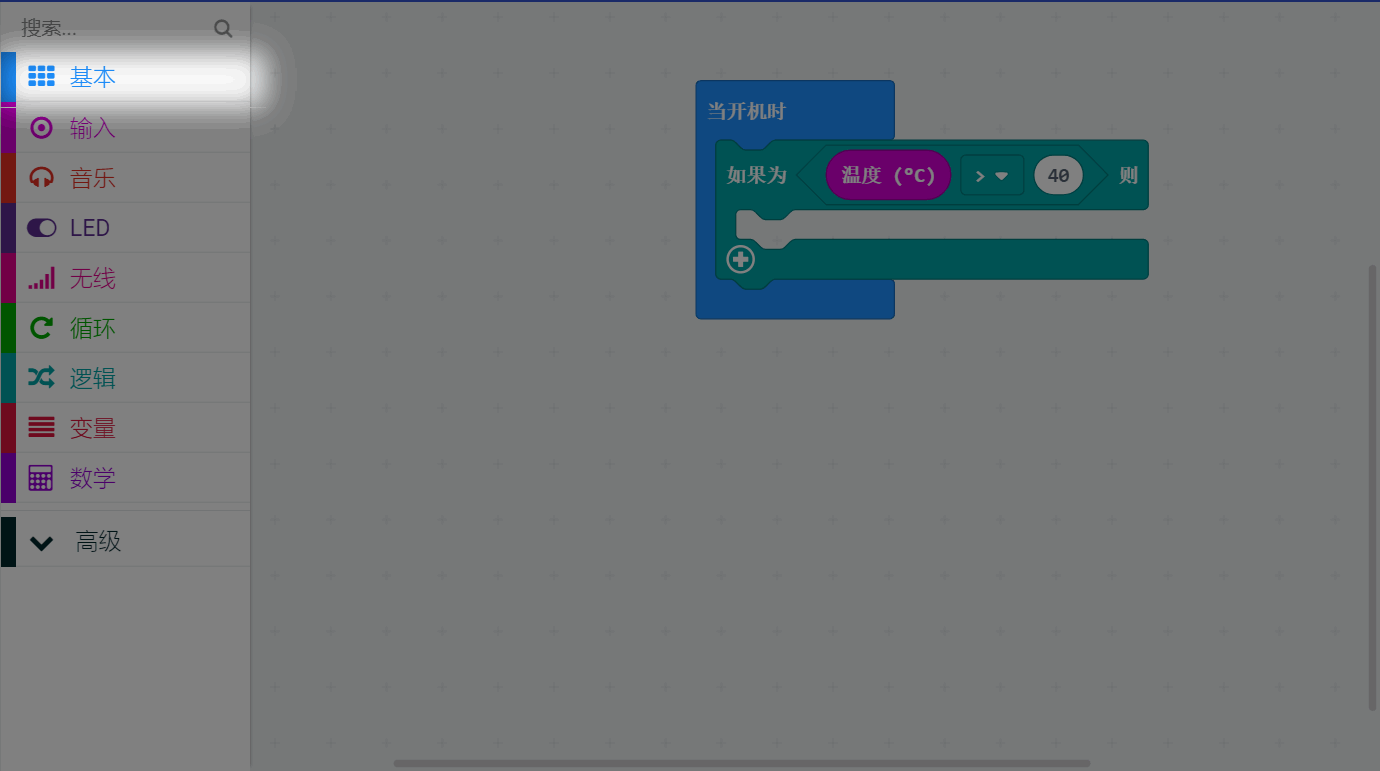 搜索...
基本
输入
音乐
LED
无线
循环
逻辑
变量
数学
高级
当开机时
如果为 温度 (°C) > 40 则